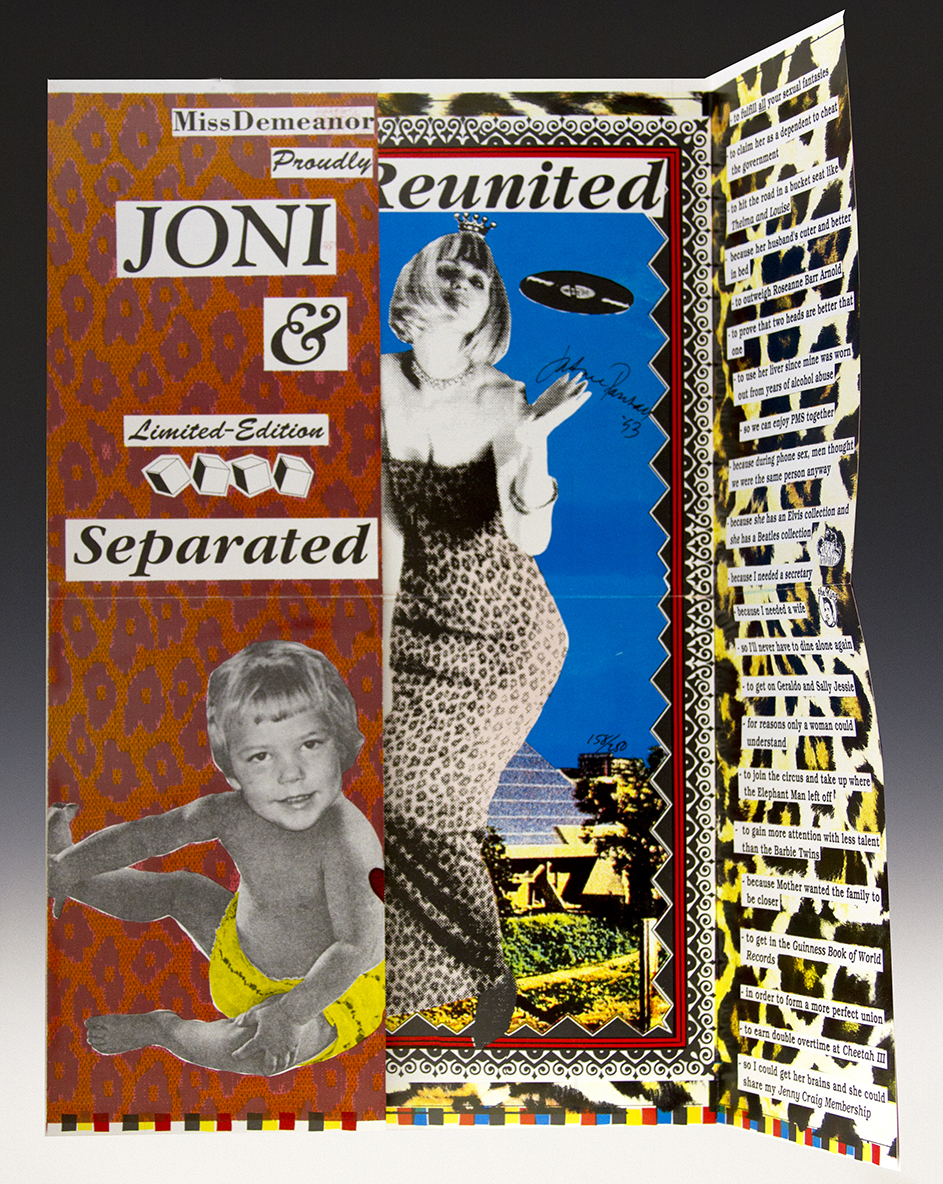 MissDemeanor
Proudly
JONI
&
Limited-Edition
Separated
Reunited
'93
158/250
- to fulfill all your sexual fantasies
- to claim her as a dependent to cheat
the government
- to hit the road in a bucket seat like
Thelma and Louise
because her husband's cuter and better
in bed
- to outweigh Roseanne Barr Arnold
- to prove that two heads are better that
one
- to use her liver since mine was worn
out from years of alcohol abuse
- so we can enjoy PMS together
- because during phone sex, men thought
we were the same person anyway
- because she has an Elvis collection and
she has a Beatles collection
- because I needed a secretary
the King
- because I needed a wife
- so I'll never have to dine alone again
- to get on Geraldo and Sally Jessie
- for reasons only a woman could
understand
- to join the circus and take up where
the Elephant Man left off!
- to gain more attention with less talent
than the Barbie Twins
- because Mother wanted the family to
be closer
- to get in the Guinness Book of World
Records
- in order to form a more perfect union
- to earn double overtime at Cheetah III
- so I could get her brains and she could
share my Jenny Craig Membership